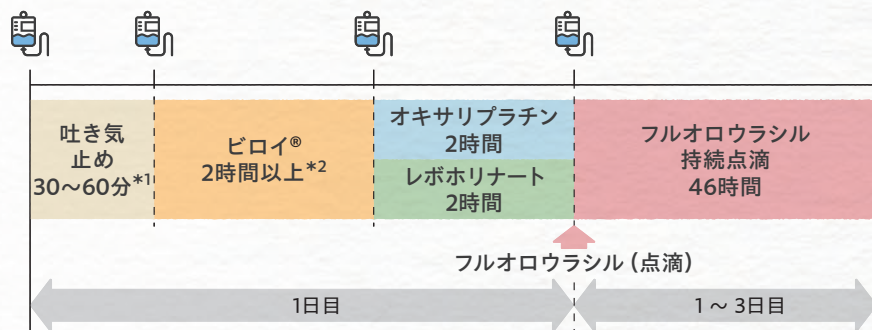 吐き気
止め
30〜60分*1
ビロイ®
2時間以上*2
オキサリプラチン
2時間
レボホリナート
2時間
フルオロウラシル
持続点滴
46時間
フルオロウラシル（点滴）
1日目
1 〜 3日目